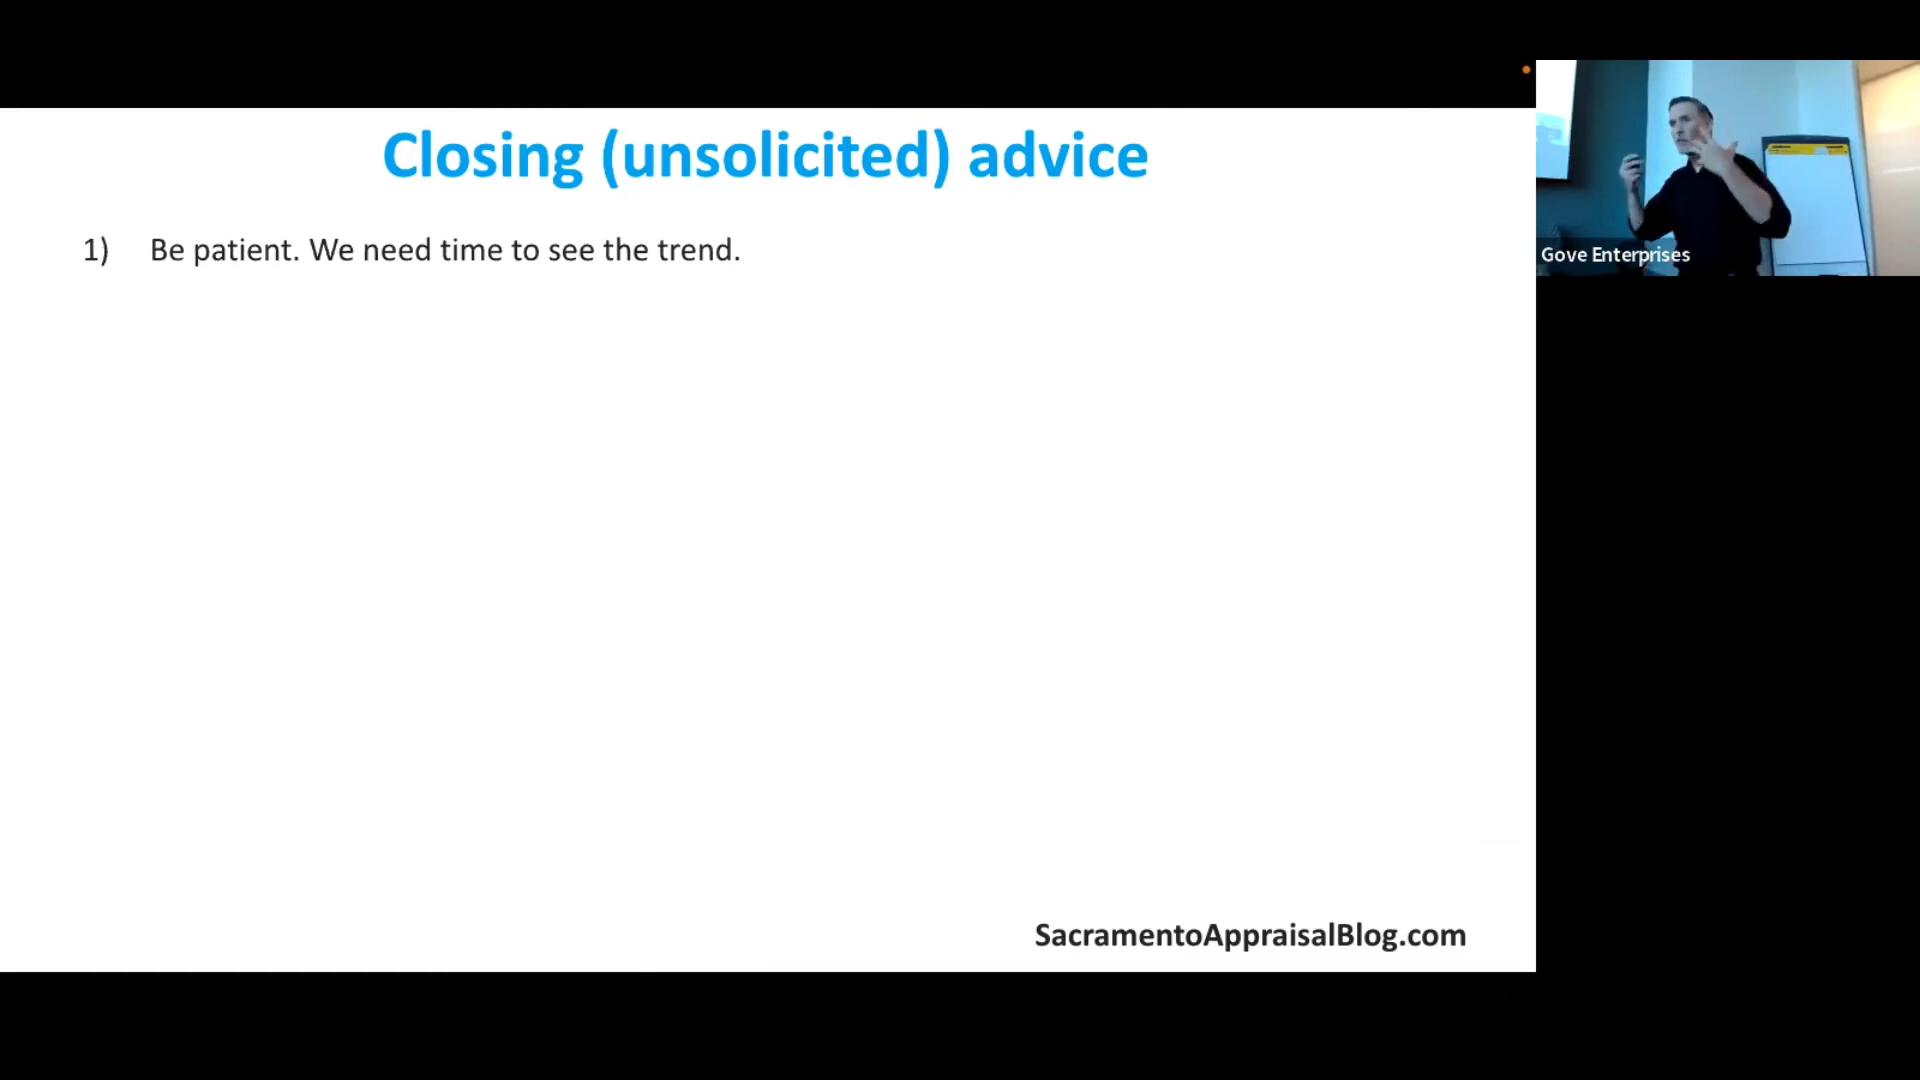 Closing (unsolicited) advice
1) Be patient. We need time to see the trend.
Gove Enterprises
SacramentoAppraisalBlog.com